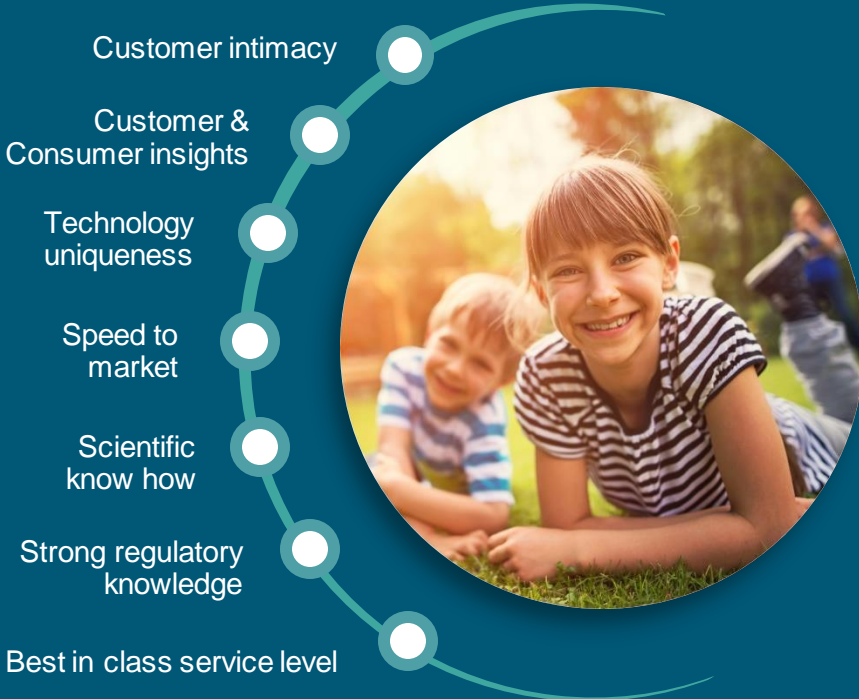 Customer intimacy
Customer &
Consumer insights
Technology
uniqueness
Speed to
market
Scientific
know how
Strong regulatory
knowledge
Best in class service level